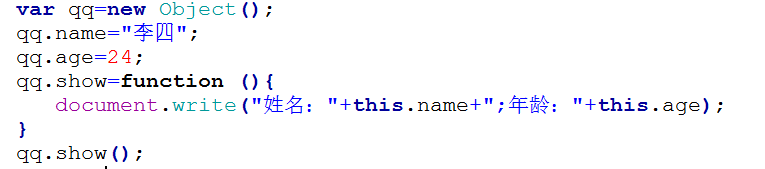 var qq=new Object();
qq.name="李四";
qq.age=24;
qq.show=function (){
document.write("姓名："+this.name+";年龄："+this.age);
}
qq.show();